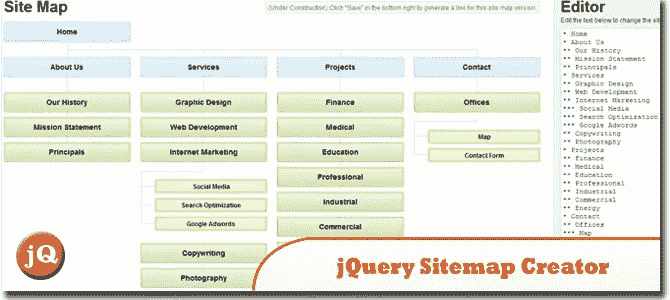 Site Map
(Under Construction) Click "Save" in the bottom right to generate a link for this site map version.
Home
About Us
Services
Projects
Contact
Our History
Graphic Design
Finance
Offices
Mission Statement
Web Development
Medical
Map
Principals
Internet Marketing
Education
Contact Form
Professional
Social Media
Search Optimization
Industrial
Google Adwords
Commercial
Copywriting
Photography
Editor
Edit the text below to change the sit
* Home
* About Us
** Our History
** Mission Statement
** Principals
* Services
** Graphic Design
** Web Development
** Internet Marketing
*** Social Media
*** Search Optimization
*** Google Adwords
** Copywriting
** Photography
* Projects
** Finance
** Medical
** Education
** Professional
** Industrial
** Commercial
** Energy
* Contact
** Offices
*** Map
jQ
jQuery Sitemap Creator